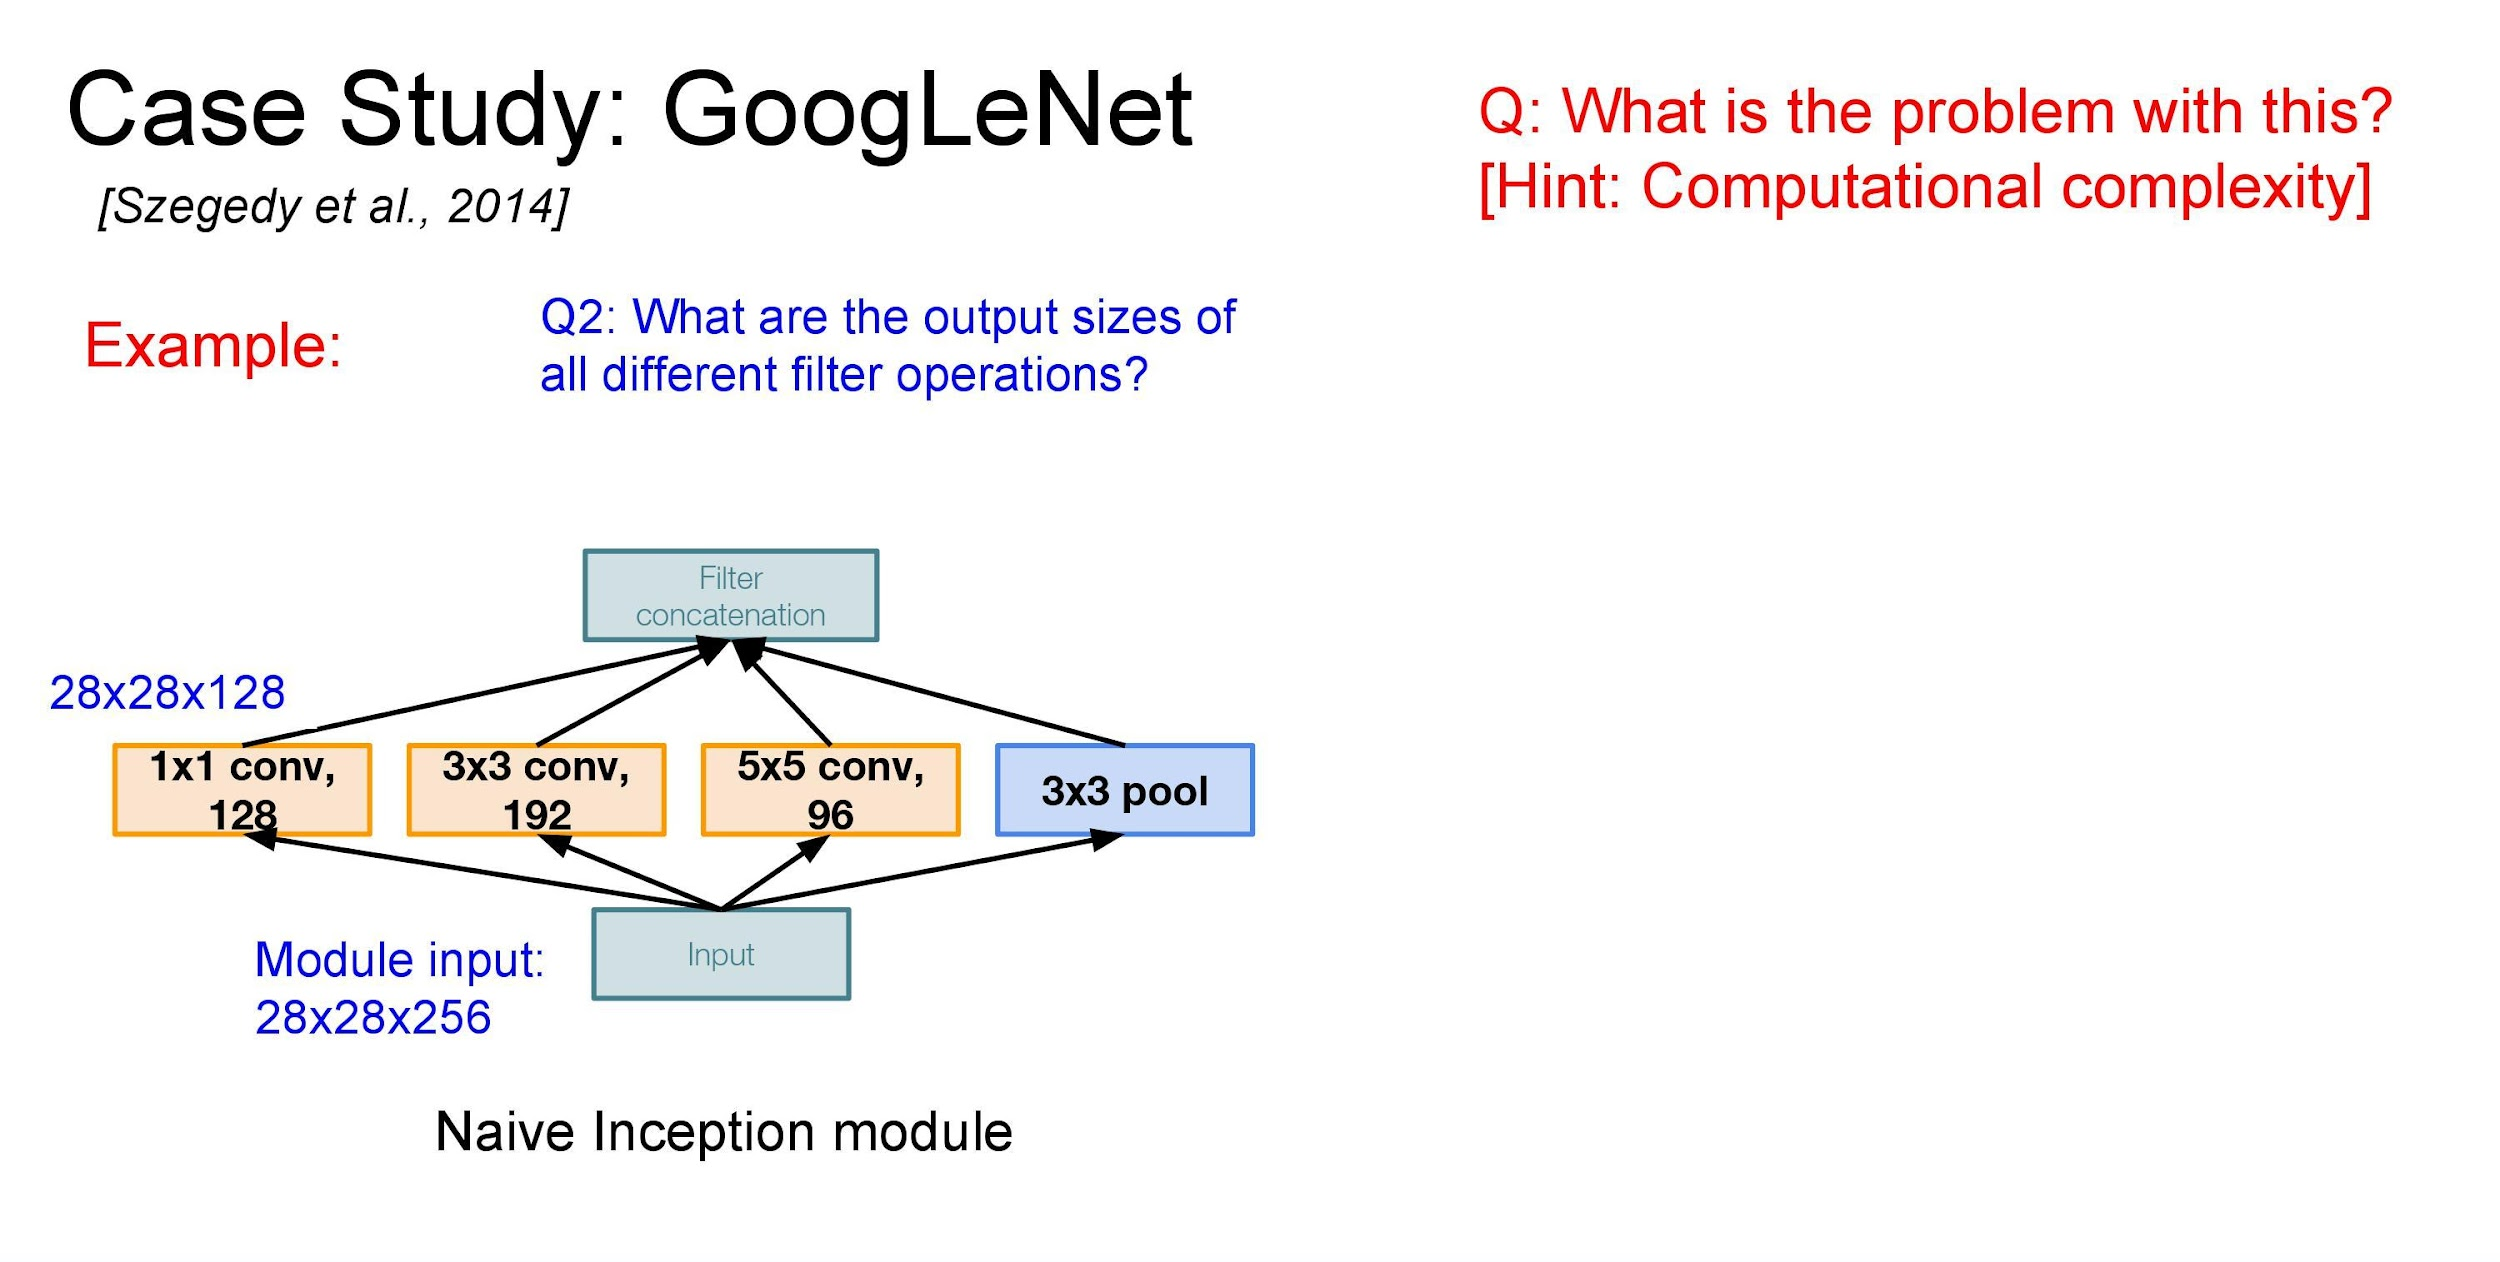 Case Study: GoogLeNet
[Szegedy et al., 2014]
Q: What is the problem with this?
[Hint: Computational complexity]
Example:
Q2: What are the output sizes of
all different filter operations?
Filter
concatenation
28x28x128
1x1 conv,
128
3x3 conv,
192
5x5 conv,
96
3x3 pool
Input
Module input:
28x28x256
Naive Inception module